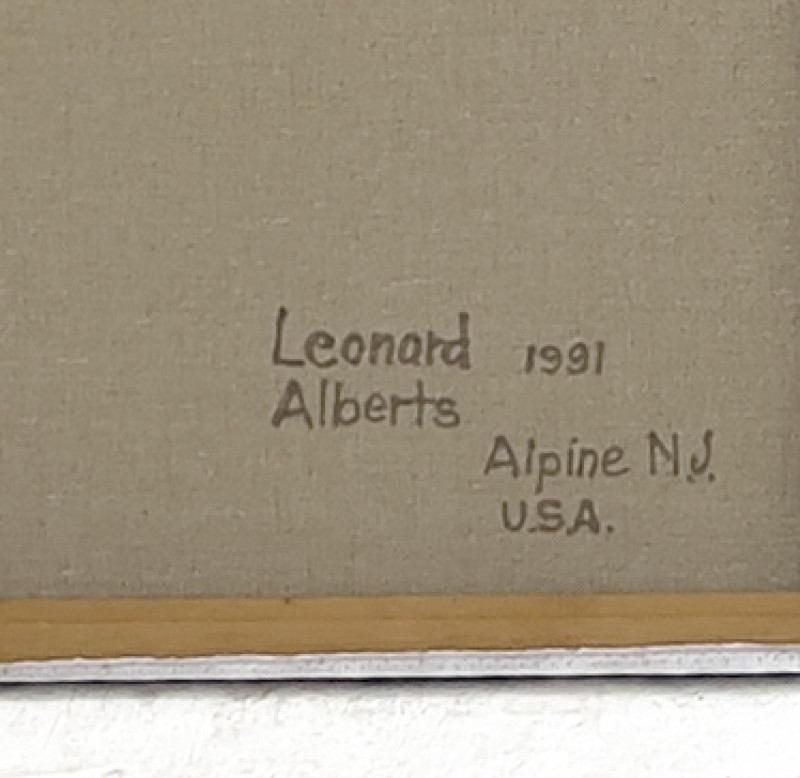 Leonard 1991
Alberts
Alpine N.J.
U.S.A.